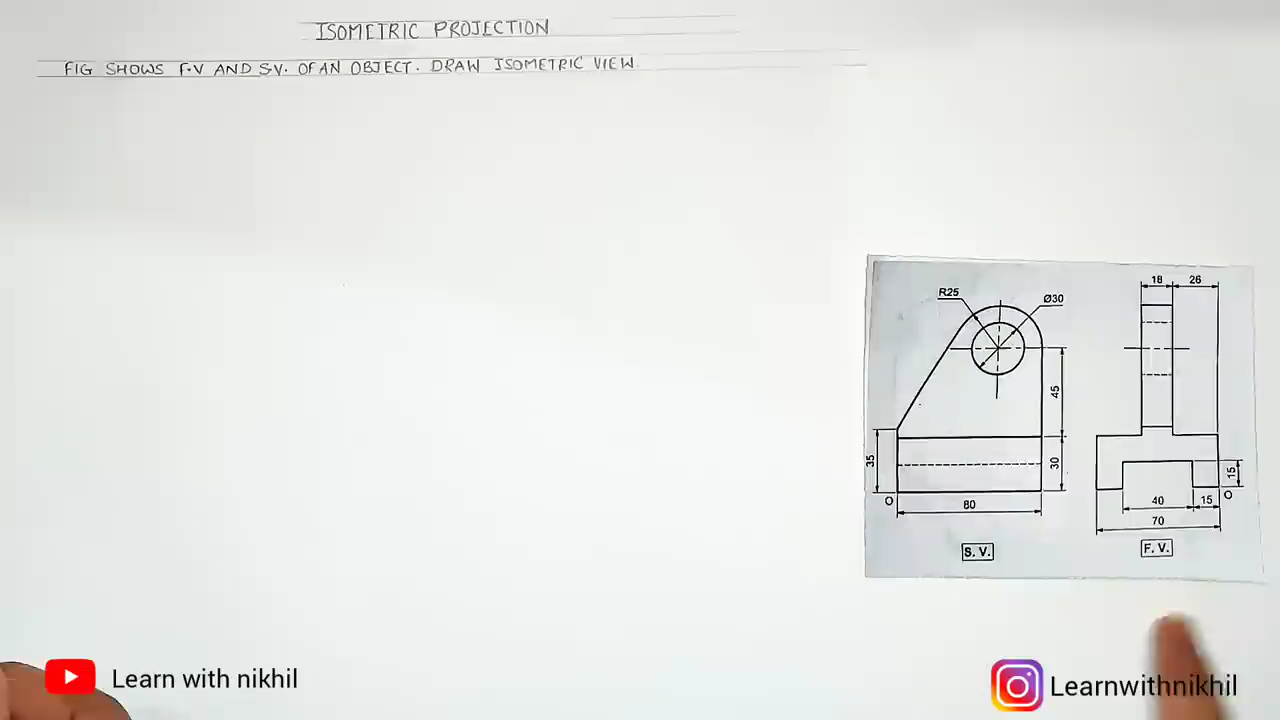 ISOMETRIC PROJECTION
FIG SHOWS F.V AND S.V. OF AN OBJECT. DRAW ISOMETRIC VIEW.
18 26
R25 Ø30
45
35 30 15
O O
80 40 15
70
S. V. F. V.
Learn with nikhil Learnwithnikhil